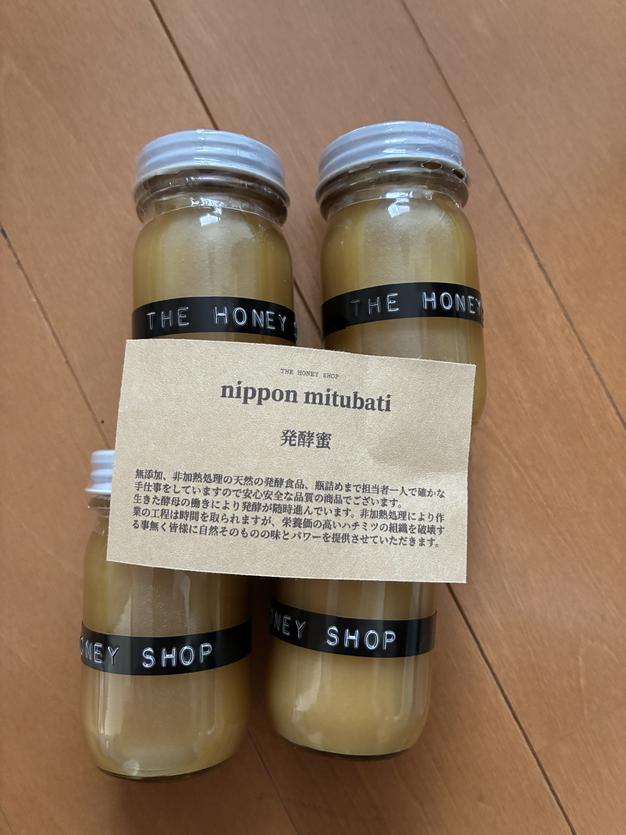 THE HONEY S
THE HONEY
THE HONEY SHOP
nippon mitubati
発酵蜜
無添加、非加熱処理の天然の発酵食品、瓶詰めまで担当者一人で確かな
手仕事をしていますので安心安全な品質の商品でございます。
生きた酵母の働きにより発酵が随時進んでいます。非加熱処理により作
業の工程は時間を取られますが、栄養価の高いハチミツの組織を破壊す
る事無く皆様に自然そのものの味とパワーを提供させていただきます。
ONEY SHOP
NEY SHOP